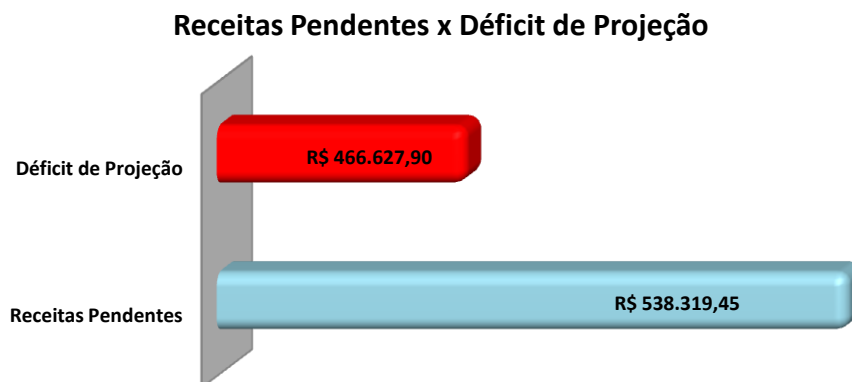 Receitas Pendentes x Déficit de Projeção
Déficit de Projeção
R$ 466.627,90
Receitas Pendentes
R$ 538.319,45